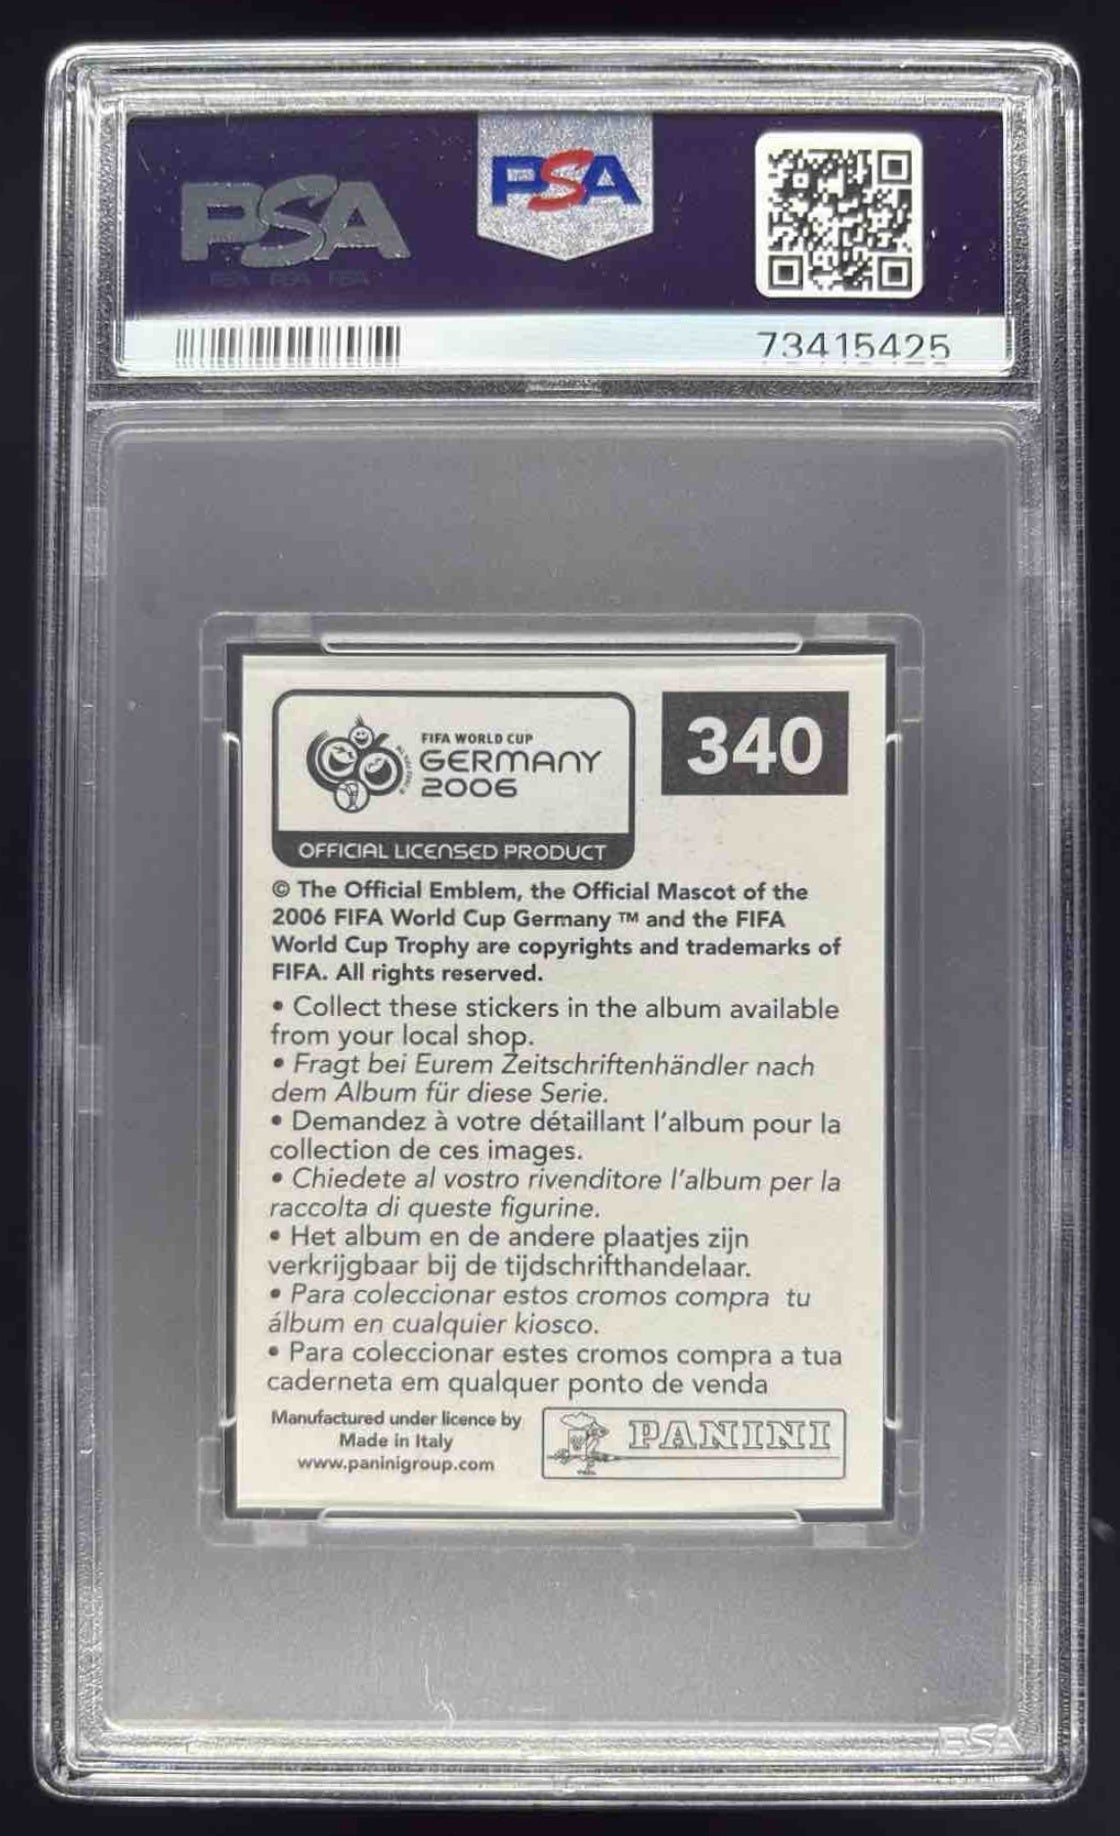 PSA
PSA
PSA PSA PSA
73415425
FIFA WORLD CUP
GERMANY
2006
340
OFFICIAL LICENSED PRODUCT
© The Official Emblem, the Official Mascot of the
2006 FIFA World Cup Germany ™ and the FIFA
World Cup Trophy are copyrights and trademarks of
FIFA. All rights reserved.
• Collect these stickers in the album available
from your local shop.
• Fragt bei Eurem Zeitschriftenhändler nach
dem Album für diese Serie.
• Demandez à votre détaillant l'album pour la
collection de ces images.
• Chiedete al vostro rivenditore l'album per la
raccolta di queste figurine.
• Het album en de andere plaatjes zijn
verkrijgbaar bij de tijdschrifthandelaar.
• Para coleccionar estos cromos compra tu
álbum en cualquier kiosco.
• Para coleccionar estes cromos compra a tua
caderneta em qualquer ponto de venda
Manufactured under licence by
Made in Italy
www.paninigroup.com
PANINI
PSA